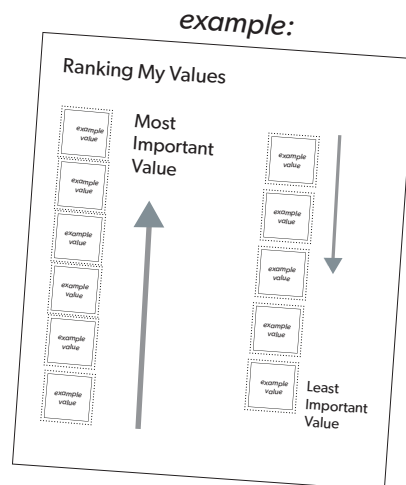 example:
Ranking My Values
example
value
example
value
example
value
example
value
example
value
example
value
Most
Important
Value
example
value
example
value
example
value
example
value
example
value
Least
Important
Value